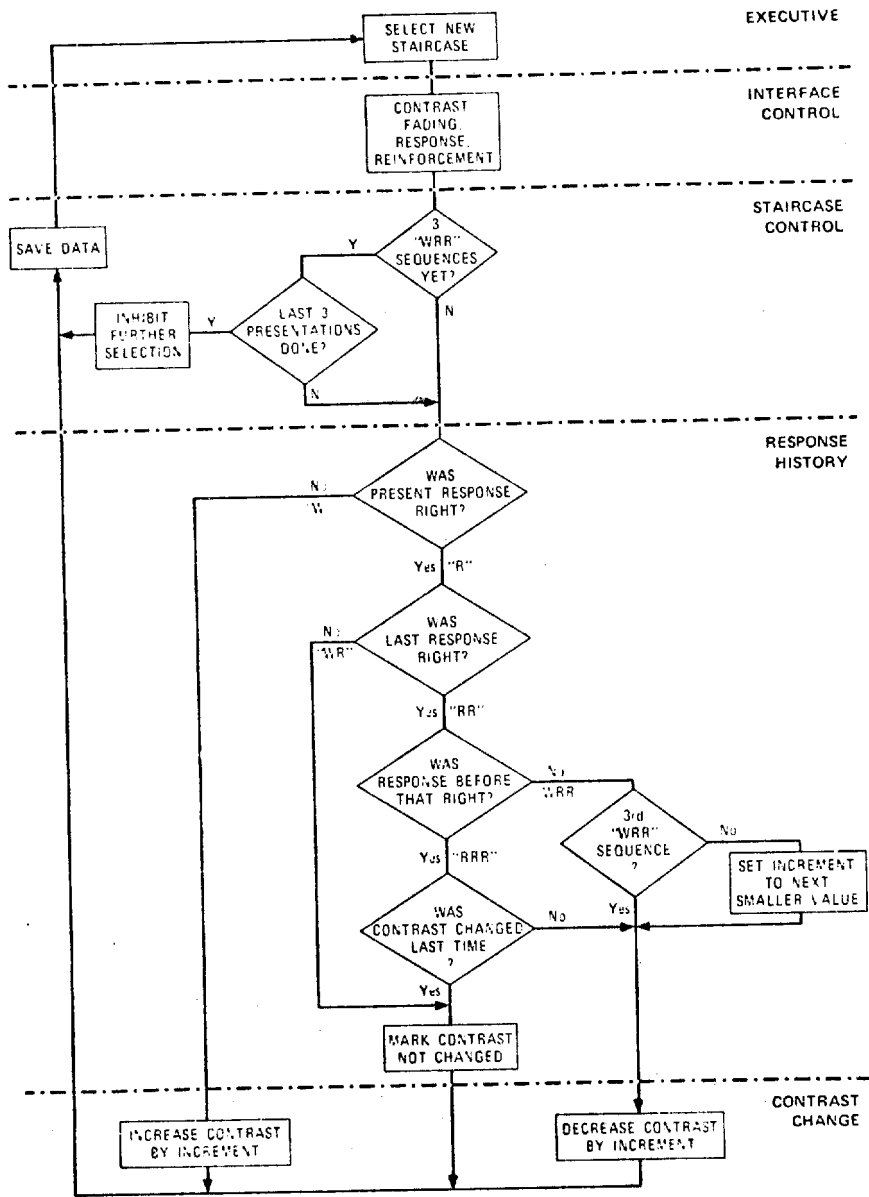 EXECUTIVE
SELECT NEW
STAIRCASE
INTERFACE
CONTROL
CONTRAST
FADING,
RESPONSE,
REINFORCEMENT
STAIRCASE
CONTROL
SAVE DATA
3
"WRR"
SEQUENCES
YET?
Y
N
LAST 3
PRESENTATIONS
DONE?
Y
N
INHIBIT
FURTHER
SELECTION
RESPONSE
HISTORY
WAS
PRESENT RESPONSE
RIGHT?
No
"W
Yes "R"
WAS
LAST RESPONSE
RIGHT?
No
"WR"
Yes "RR"
WAS
RESPONSE BEFORE
THAT RIGHT?
No
WRR
Yes "RRR"
3rd
"WRR"
SEQUENCE
?
No
Yes
SET INCREMENT
TO NEXT
SMALLER VALUE
WAS
CONTRAST CHANGED
LAST TIME
?
No
Yes
MARK CONTRAST
NOT CHANGED
CONTRAST
CHANGE
INCREASE CONTRAST
BY INCREMENT
DECREASE CONTRAST
BY INCREMENT